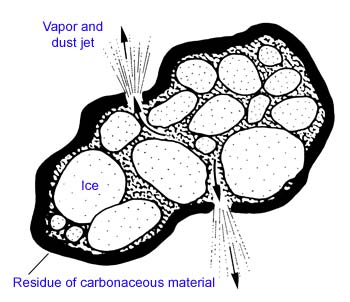 Vapor and
dust jet
Ice
Residue of carbonaceous material